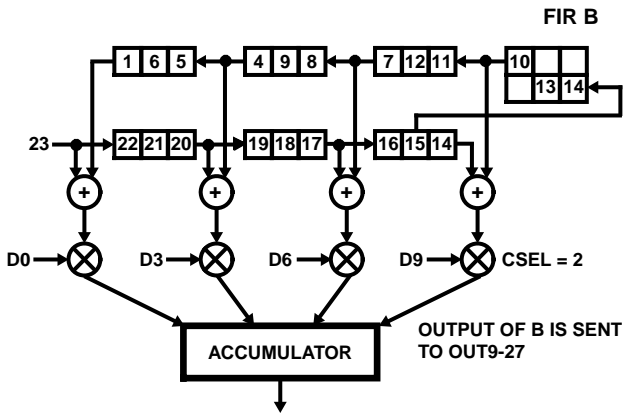 FIR B
1 6 5 4 9 8 7 12 11 10
13 14
23 22 21 20 19 18 17 16 15 14
+ + + +
D0 D3 D6 D9 CSEL = 2
OUTPUT OF B IS SENT
TO OUT9-27
ACCUMULATOR